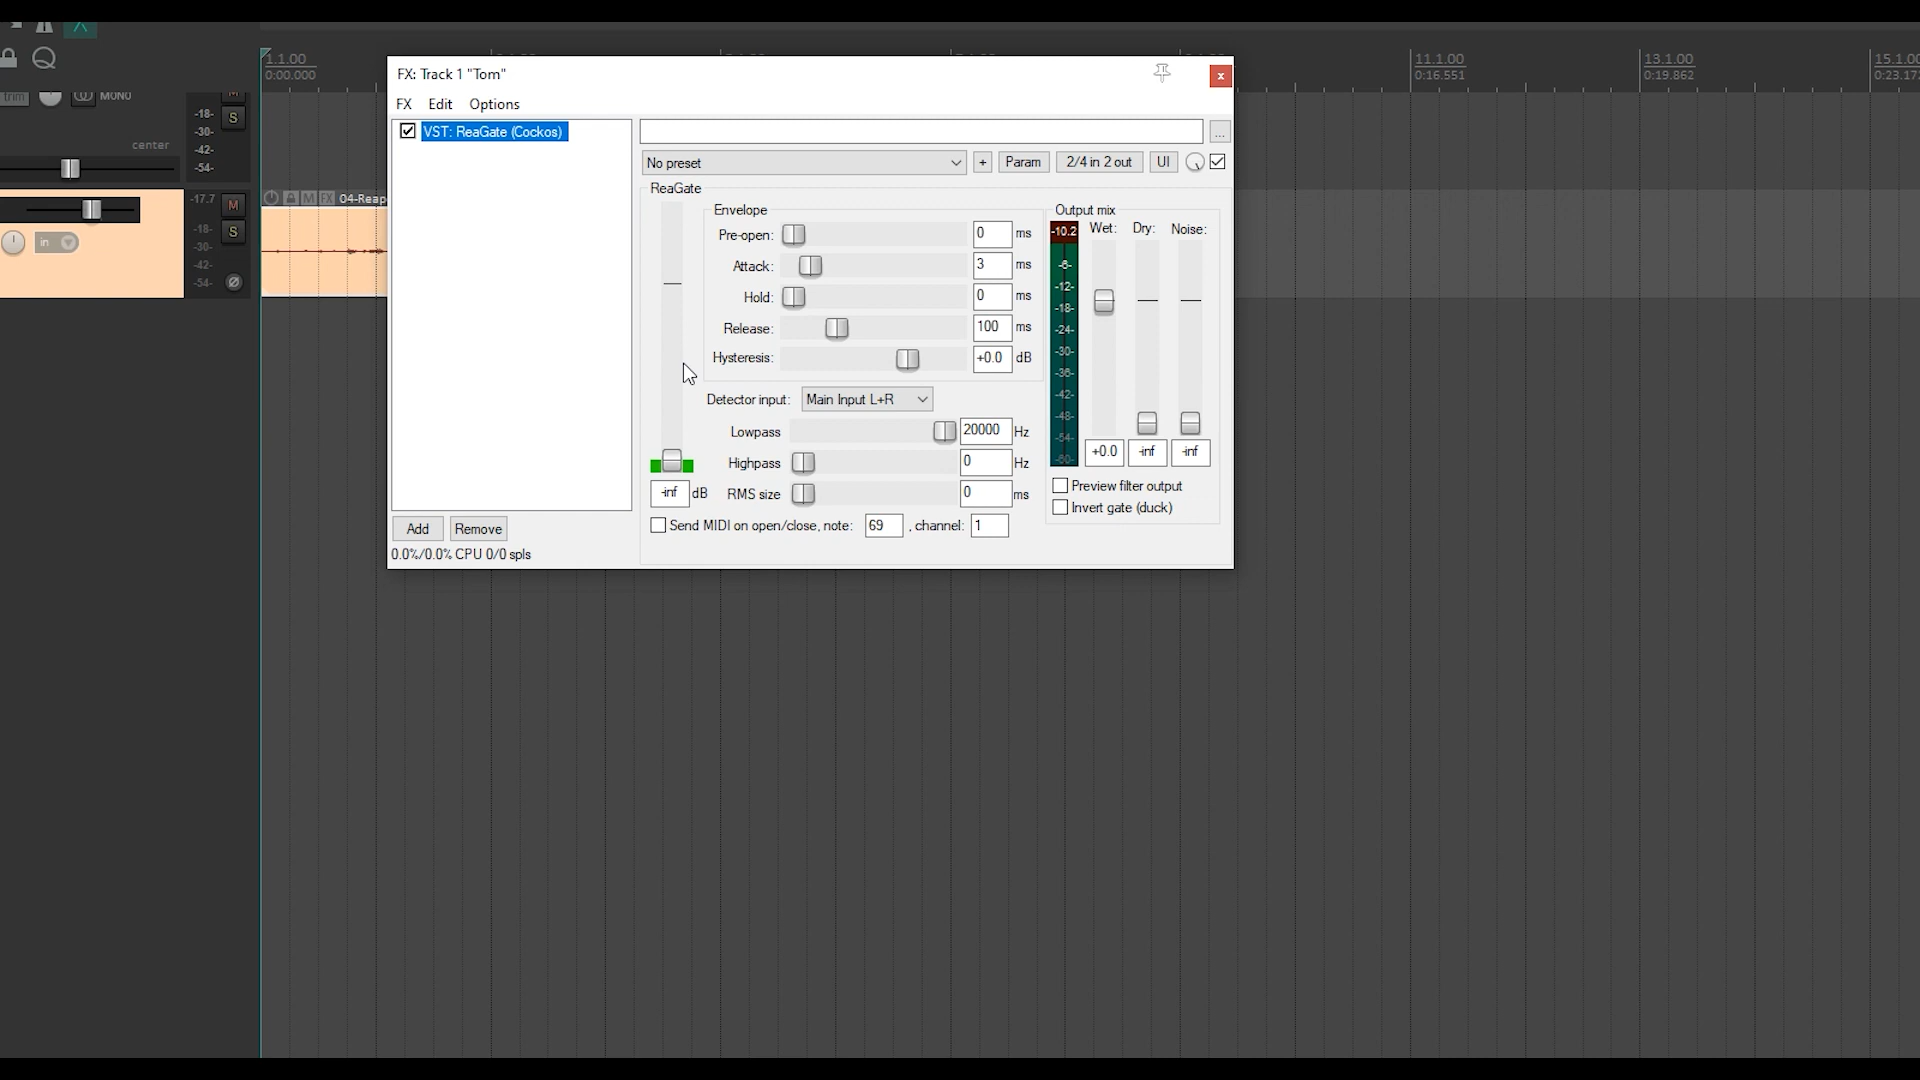 1.1.00
0:00.000
11.1.00
0:16.551
13.1.00
0:19.862
15.1.00
0:23.17
trim
MONO
M
S
-18-
-30-
-42-
-54-
center
-17.7
M
S
-18-
-30-
-42-
-54-
in
M FX 04-Reap
FX: Track 1 "Tom"
x
FX Edit Options
VST: ReaGate (Cockos)
...
No preset
+ Param 2/4 in 2 out UI
ReaGate
Envelope
Pre-open: 0 ms
Attack: 3 ms
Hold: 0 ms
Release: 100 ms
Hysteresis: +0.0 dB
Detector input: Main Input L+R
Lowpass 20000 Hz
Highpass 0 Hz
-inf dB RMS size 0 ms
Send MIDI on open/close, note: 69 , channel: 1
Output mix
Wet: Dry: Noise:
-10.2
-6-
-12-
-18-
-24-
-30-
-36-
-42-
-48-
-54-
-60-
+0.0 -inf -inf
Preview filter output
Invert gate (duck)
Add Remove
0.0%/0.0% CPU 0/0 spls